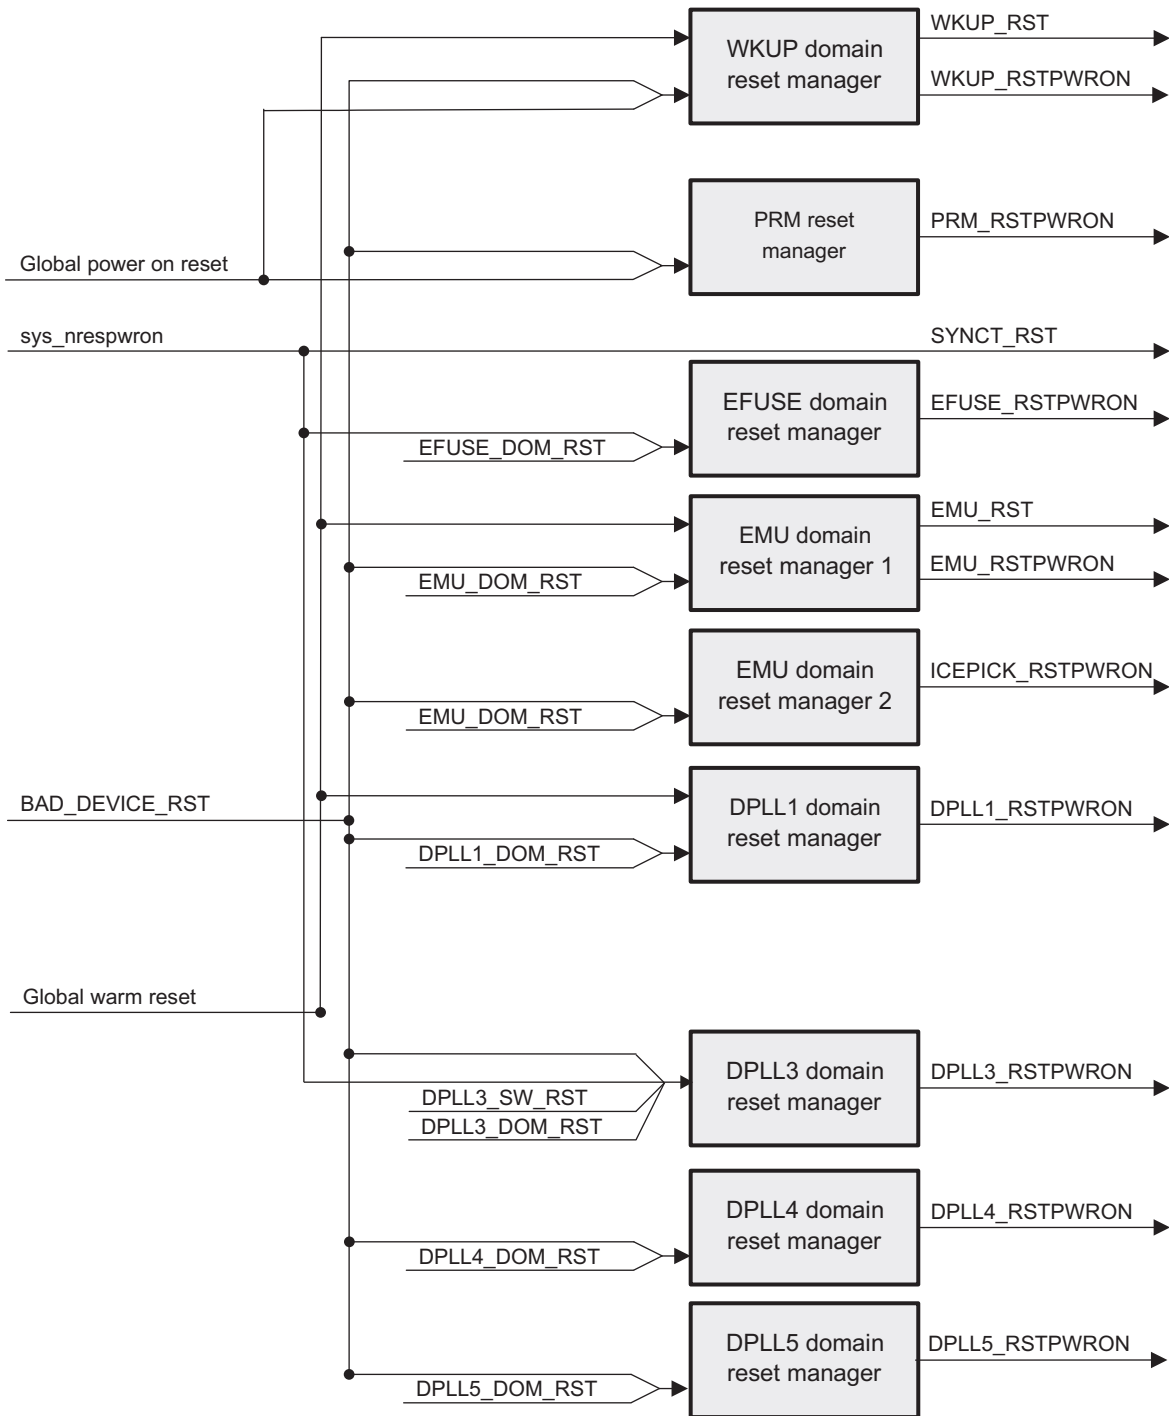 WKUP domain
reset manager
WKUP_RST
WKUP_RSTPWRON
PRM reset
manager
PRM_RSTPWRON
Global power on reset
sys_nrespwron
SYNCT_RST
EFUSE domain
reset manager
EFUSE_RSTPWRON
EFUSE_DOM_RST
EMU domain
reset manager 1
EMU_RST
EMU_RSTPWRON
EMU_DOM_RST
EMU domain
reset manager 2
ICEPICK_RSTPWRON
EMU_DOM_RST
BAD_DEVICE_RST
DPLL1 domain
reset manager
DPLL1_RSTPWRON
DPLL1_DOM_RST
Global warm reset
DPLL3 domain
reset manager
DPLL3_RSTPWRON
DPLL3_SW_RST
DPLL3_DOM_RST
DPLL4 domain
reset manager
DPLL4_RSTPWRON
DPLL4_DOM_RST
DPLL5 domain
reset manager
DPLL5_RSTPWRON
DPLL5_DOM_RST